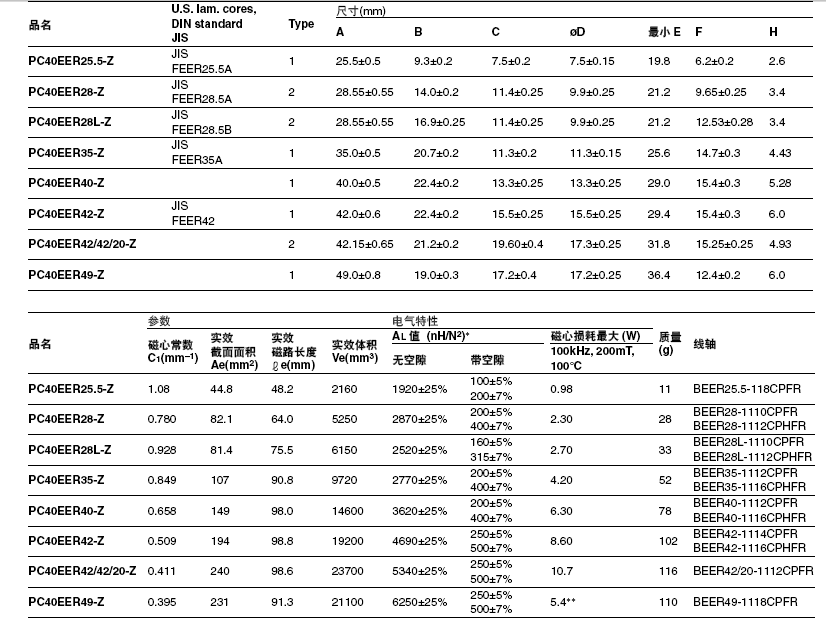 品名 U.S. lam. cores, DIN standard JIS Type 尺寸(mm)
A B C øD 最小 E F H
PC40EER25.5-Z JIS FEER25.5A 1 25.5±0.5 9.3±0.2 7.5±0.2 7.5±0.15 19.8 6.2±0.2 2.6
PC40EER28-Z JIS FEER28.5A 2 28.55±0.55 14.0±0.2 11.4±0.25 9.9±0.25 21.2 9.65±0.25 3.4
PC40EER28L-Z JIS FEER28.5B 2 28.55±0.55 16.9±0.25 11.4±0.25 9.9±0.25 21.2 12.53±0.28 3.4
PC40EER35-Z JIS FEER35A 1 35.0±0.5 20.7±0.2 11.3±0.2 11.3±0.15 25.6 14.7±0.3 4.43
PC40EER40-Z 1 40.0±0.5 22.4±0.2 13.3±0.25 13.3±0.25 29.0 15.4±0.3 5.28
PC40EER42-Z JIS FEER42 1 42.0±0.6 22.4±0.2 15.5±0.25 15.5±0.25 29.4 15.4±0.3 6.0
PC40EER42/42/20-Z 2 42.15±0.65 21.2±0.2 19.60±0.4 17.3±0.25 31.8 15.25±0.25 4.93
PC40EER49-Z 1 49.0±0.8 19.0±0.3 17.2±0.4 17.2±0.25 36.4 12.4±0.2 6.0
品名 参数 电气特性 质量 (g) 线轴
磁心常数 C1(mm–1) 实效 截面面积 Ae(mm2) 实效 磁路长度 ℓe(mm) 实效体积 Ve(mm3) AL 值 (nH/N2)* 磁心损耗最大 (W)
无空隙 带空隙 100kHz, 200mT, 100°C
PC40EER25.5-Z 1.08 44.8 48.2 2160 1920±25% 100±5% 200±7% 0.98 11 BEER25.5-118CPFR
PC40EER28-Z 0.780 82.1 64.0 5250 2870±25% 200±5% 400±7% 2.30 28 BEER28-1110CPFR BEER28-1112CPHFR
PC40EER28L-Z 0.928 81.4 75.5 6150 2520±25% 160±5% 315±7% 2.70 33 BEER28L-1110CPFR BEER28L-1112CPHFR
PC40EER35-Z 0.849 107 90.8 9720 2770±25% 200±5% 400±7% 4.20 52 BEER35-1112CPFR BEER35-1116CPHFR
PC40EER40-Z 0.658 149 98.0 14600 3620±25% 200±5% 400±7% 6.30 78 BEER40-1112CPFR BEER40-1116CPHFR
PC40EER42-Z 0.509 194 98.8 19200 4690±25% 250±5% 500±7% 8.60 102 BEER42-1114CPFR BEER42-1116CPHFR
PC40EER42/42/20-Z 0.411 240 98.6 23700 5340±25% 250±5% 500±7% 10.7 116 BEER42/20-1112CPFR
PC40EER49-Z 0.395 231 91.3 21100 6250±25% 250±5% 500±7% 5.4** 110 BEER49-1118CPFR